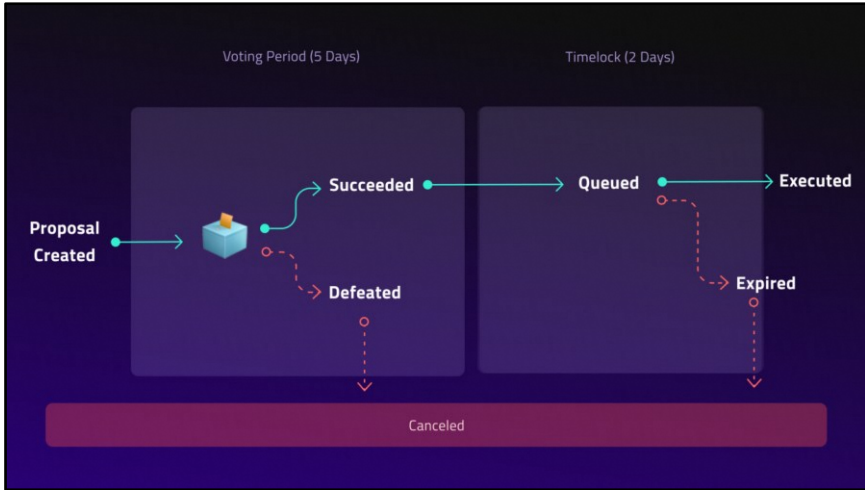 Voting Period (5 Days)
Timelock (2 Days)
Succeeded
Queued
Executed
Proposal
Created
Defeated
Expired
Canceled